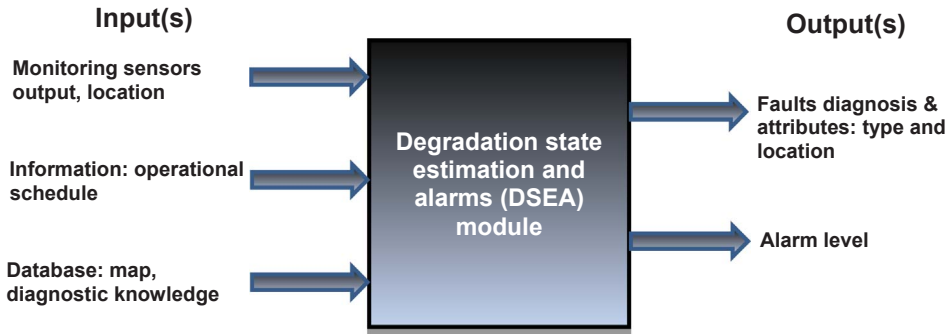 Input(s)
Output(s)
Monitoring sensors
output, location
Information: operational
schedule
Database: map,
diagnostic knowledge
Degradation state
estimation and
alarms (DSEA)
module
Faults diagnosis &
attributes: type and
location
Alarm level